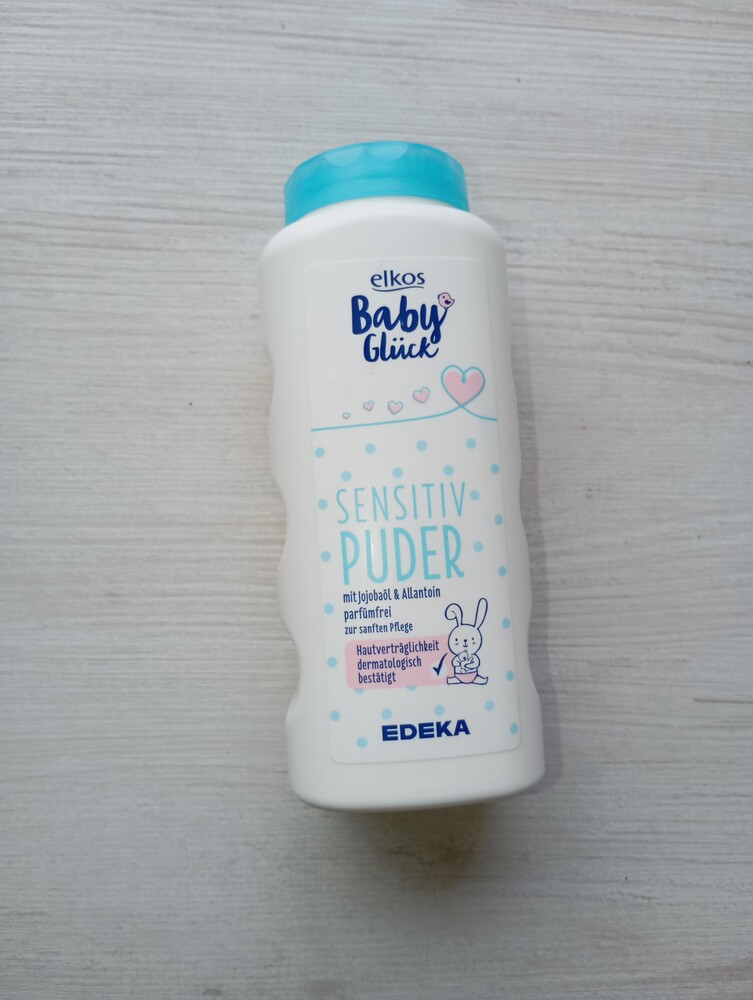 elkos
Baby
Glück
SENSITIV
PUDER
mit Jojobaöl & Allantoin
parfümfrei
zur sanften Pflege
Hautverträglichkeit
dermatologisch
bestätigt
EDEKA